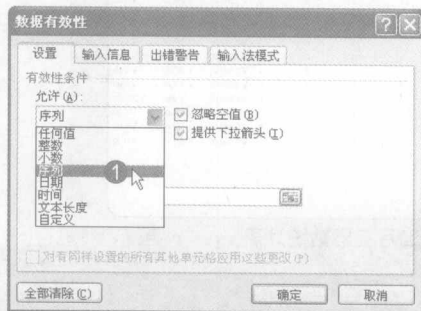 数据有效性
设置 输入信息 出错警告 输入法模式
有效性条件
允许(A):
序列
忽略空值(B)
任何值
提供下拉箭头(I)
整数
小数
序列
1
日期
时间
文本长度
自定义
对有同样设置的所有其他单元格应用这些更改(P)
全部清除(C) 确定 取消